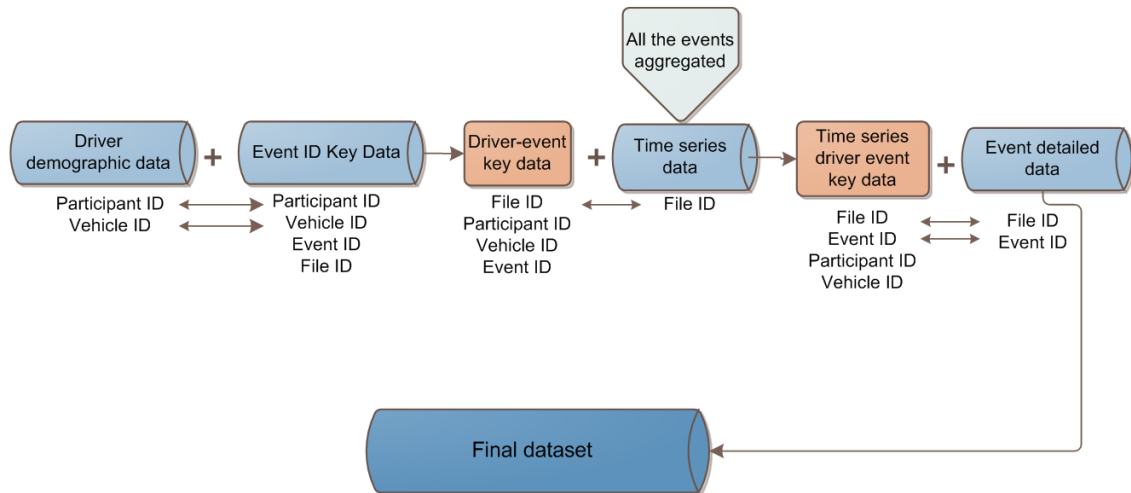 All the events
aggregated
Driver
demographic data
+
Event ID Key Data
Driver-event
key data
+
Time series
data
Time series
driver event
key data
+
Event detailed
data
Participant ID
Vehicle ID
Participant ID
Vehicle ID
Event ID
File ID
File ID
Participant ID
Vehicle ID
Event ID
File ID
File ID
Event ID
Participant ID
Vehicle ID
File ID
Event ID
Final dataset